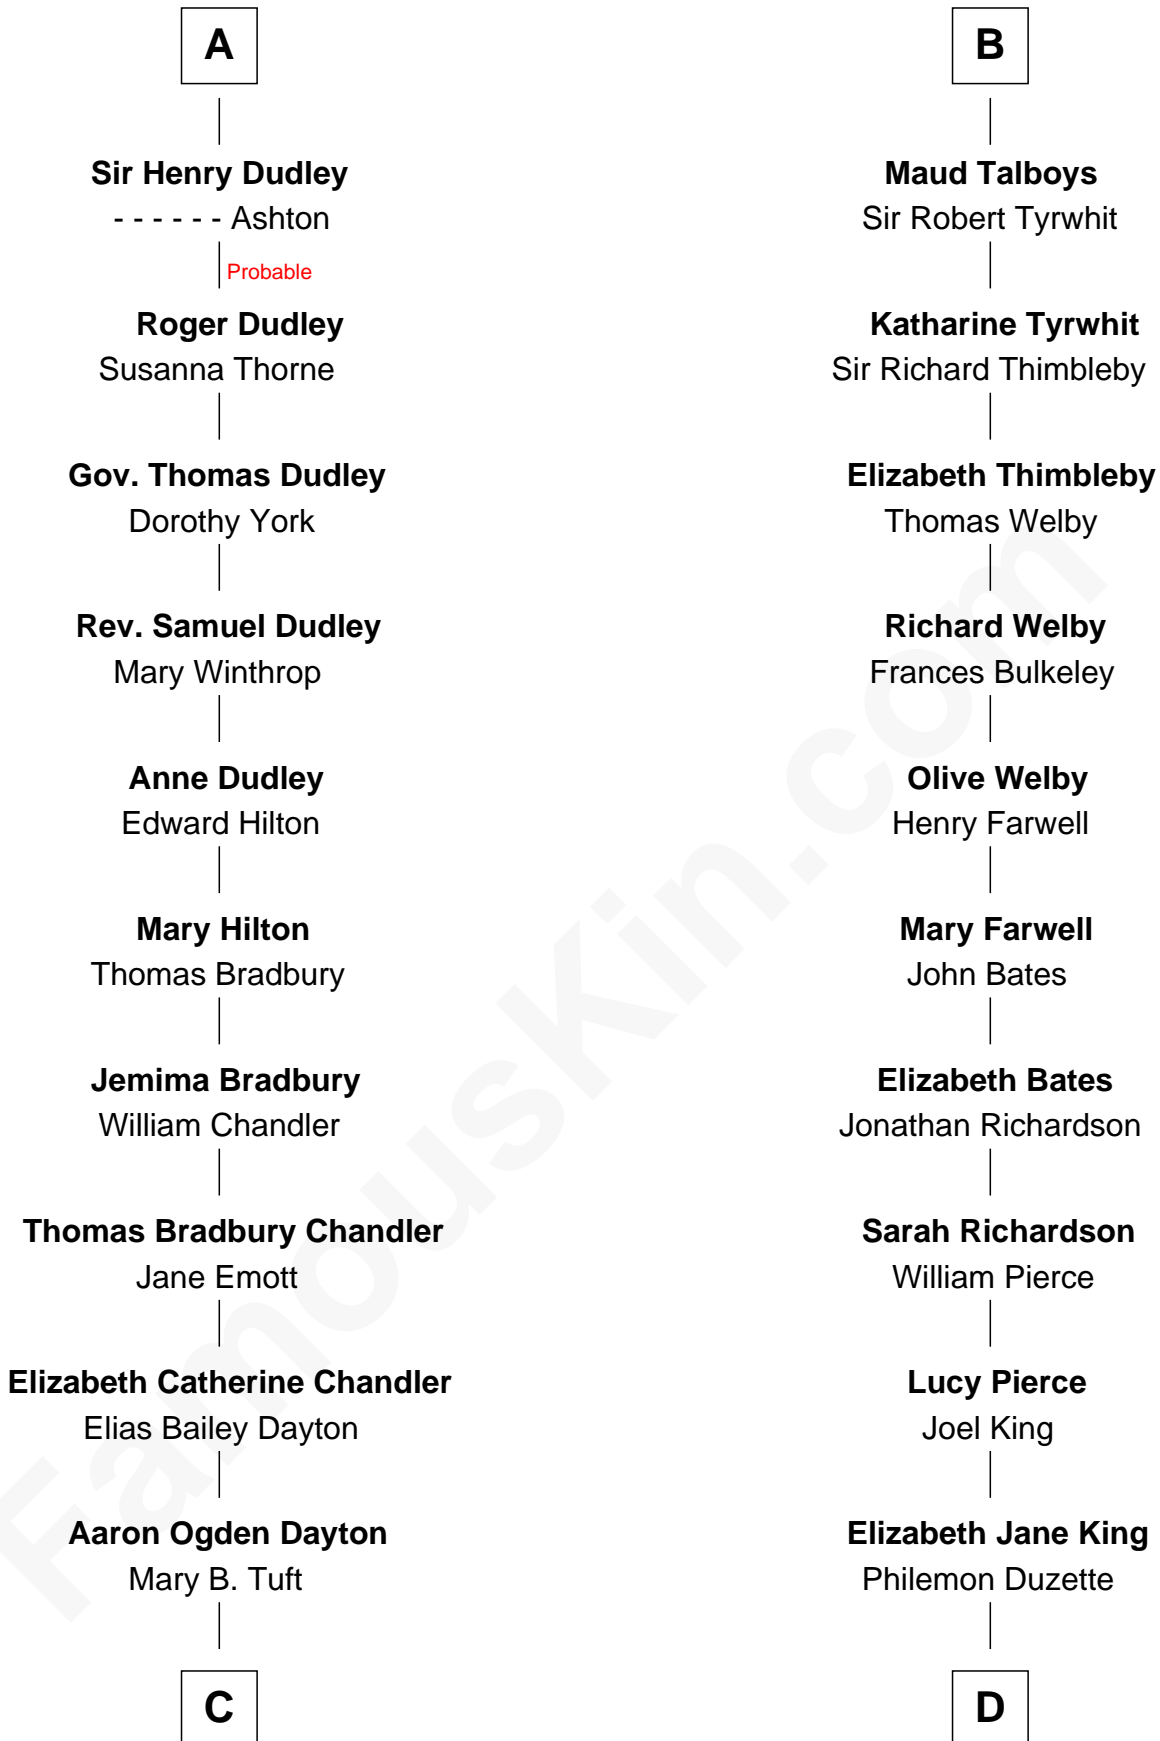 A
Sir Henry Dudley
- - - - - - Ashton
Probable
Roger Dudley
Susanna Thorne
Gov. Thomas Dudley
Dorothy York
Rev. Samuel Dudley
Mary Winthrop
Anne Dudley
Edward Hilton
Mary Hilton
Thomas Bradbury
Jemima Bradbury
William Chandler
Thomas Bradbury Chandler
Jane Emott
Elizabeth Catherine Chandler
Elias Bailey Dayton
Aaron Ogden Dayton
Mary B. Tuft
C
B
Maud Talboys
Sir Robert Tyrwhit
Katharine Tyrwhit
Sir Richard Thimbleby
Elizabeth Thimbleby
Thomas Welby
Richard Welby
Frances Bulkeley
Olive Welby
Henry Farwell
Mary Farwell
John Bates
Elizabeth Bates
Jonathan Richardson
Sarah Richardson
William Pierce
Lucy Pierce
Joel King
Elizabeth Jane King
Philemon Duzette
D
FamousKin.com